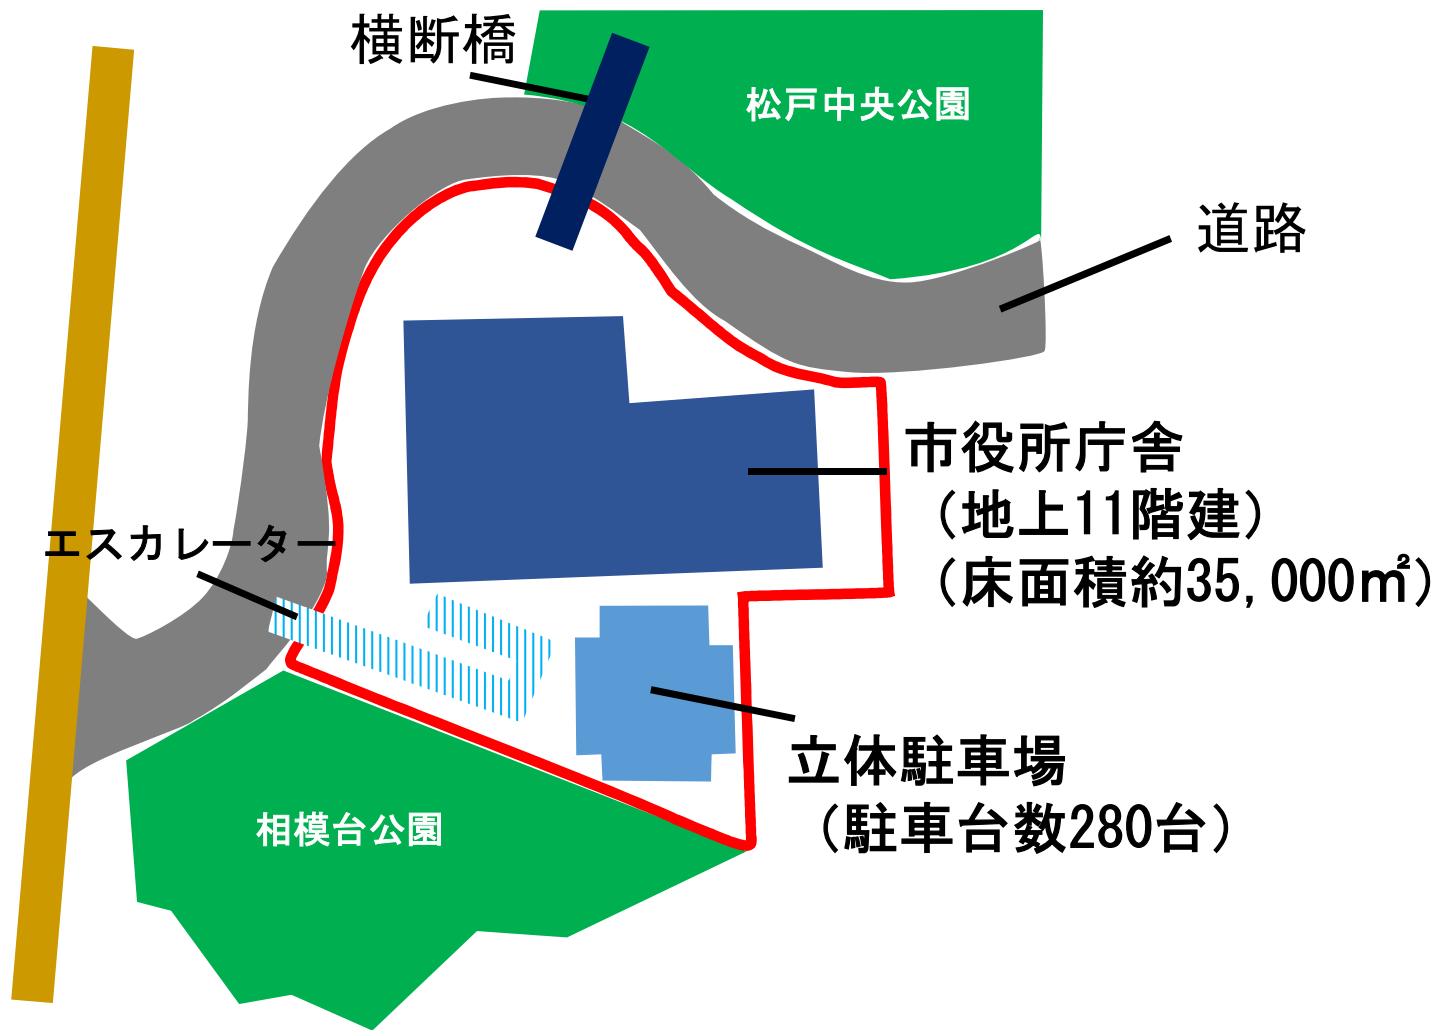 横断橋
松戸中央公園
道路
市役所庁舎
（地上11階建）
（床面積約35,000㎡）
エスカレーター
立体駐車場
（駐車台数280台）
相模台公園